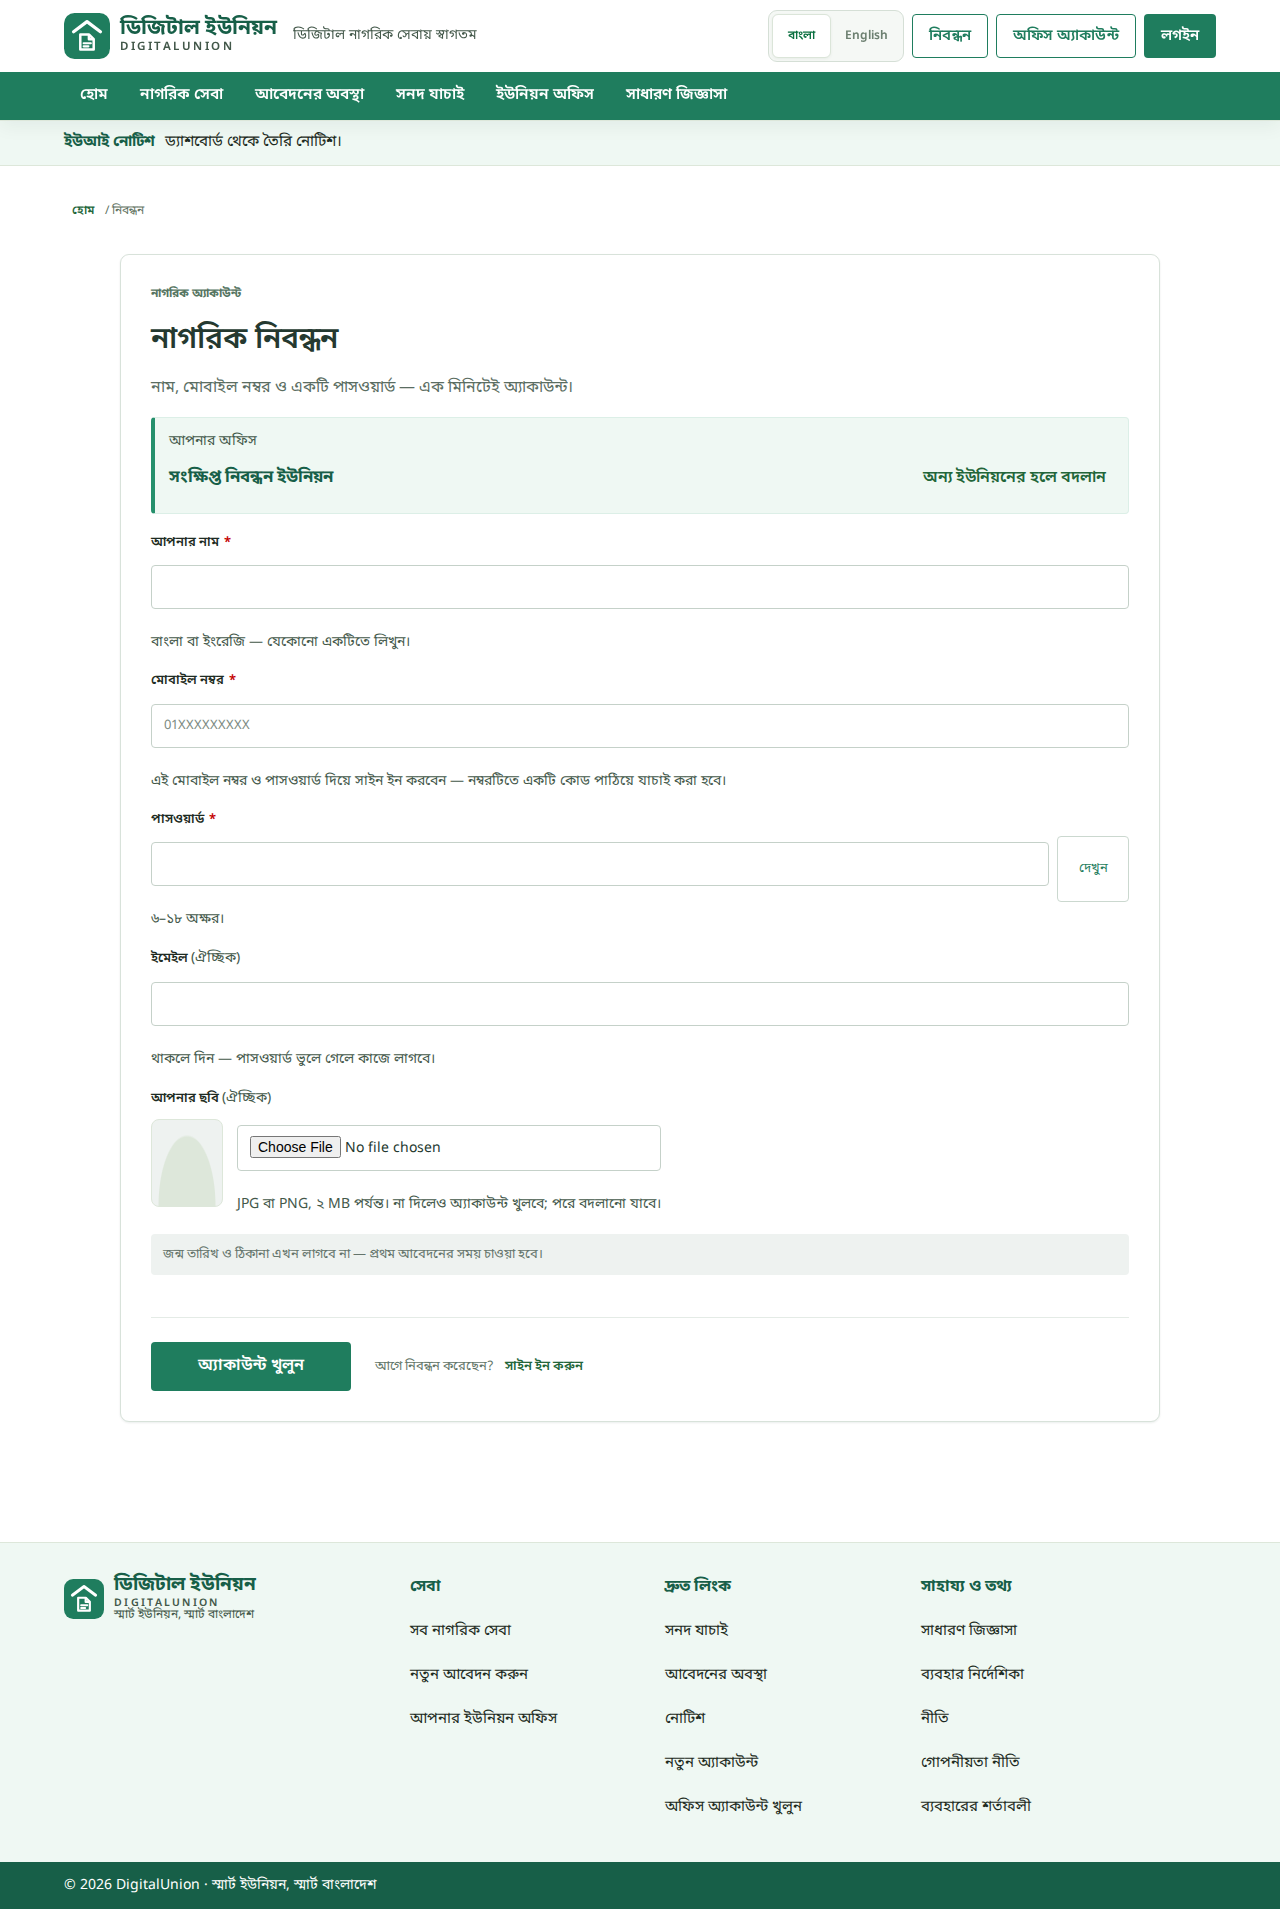 ডিজিটাল ইউনিয়ন
DIGITALUNION
ডিজিটাল নাগরিক সেবায় স্বাগতম
বাংলা
English
নিবন্ধন
অফিস অ্যাকাউন্ট
লগইন
হোম
নাগরিক সেবা
আবেদনের অবস্থা
সনদ যাচাই
ইউনিয়ন অফিস
সাধারণ জিজ্ঞাসা
ইউআই নোটিশ ড্যাশবোর্ড থেকে তৈরি নোটিশ।
হোম / নিবন্ধন
নাগরিক অ্যাকাউন্ট
নাগরিক নিবন্ধন
নাম, মোবাইল নম্বর ও একটি পাসওয়ার্ড — এক মিনিটেই অ্যাকাউন্ট।
আপনার অফিস
সংক্ষিপ্ত নিবন্ধন ইউনিয়ন
অন্য ইউনিয়নের হলে বদলান
আপনার নাম *
বাংলা বা ইংরেজি — যেকোনো একটিতে লিখুন।
মোবাইল নম্বর *
01XXXXXXXXX
এই মোবাইল নম্বর ও পাসওয়ার্ড দিয়ে সাইন ইন করবেন — নম্বরটিতে একটি কোড পাঠিয়ে যাচাই করা হবে।
পাসওয়ার্ড *
দেখুন
৬–১৮ অক্ষর।
ইমেইল (ঐচ্ছিক)
থাকলে দিন — পাসওয়ার্ড ভুলে গেলে কাজে লাগবে।
আপনার ছবি (ঐচ্ছিক)
Choose File No file chosen
JPG বা PNG, ২ MB পর্যন্ত। না দিলেও অ্যাকাউন্ট খুলবে; পরে বদলানো যাবে।
জন্ম তারিখ ও ঠিকানা এখন লাগবে না — প্রথম আবেদনের সময় চাওয়া হবে।
অ্যাকাউন্ট খুলুন
আগে নিবন্ধন করেছেন? সাইন ইন করুন
ডিজিটাল ইউনিয়ন
DIGITALUNION
স্মার্ট ইউনিয়ন, স্মার্ট বাংলাদেশ
সেবা
সব নাগরিক সেবা
নতুন আবেদন করুন
আপনার ইউনিয়ন অফিস
দ্রুত লিংক
সনদ যাচাই
আবেদনের অবস্থা
নোটিশ
নতুন অ্যাকাউন্ট
অফিস অ্যাকাউন্ট খুলুন
সাহায্য ও তথ্য
সাধারণ জিজ্ঞাসা
ব্যবহার নির্দেশিকা
নীতি
গোপনীয়তা নীতি
ব্যবহারের শর্তাবলী
© 2026 DigitalUnion · স্মার্ট ইউনিয়ন, স্মার্ট বাংলাদেশ